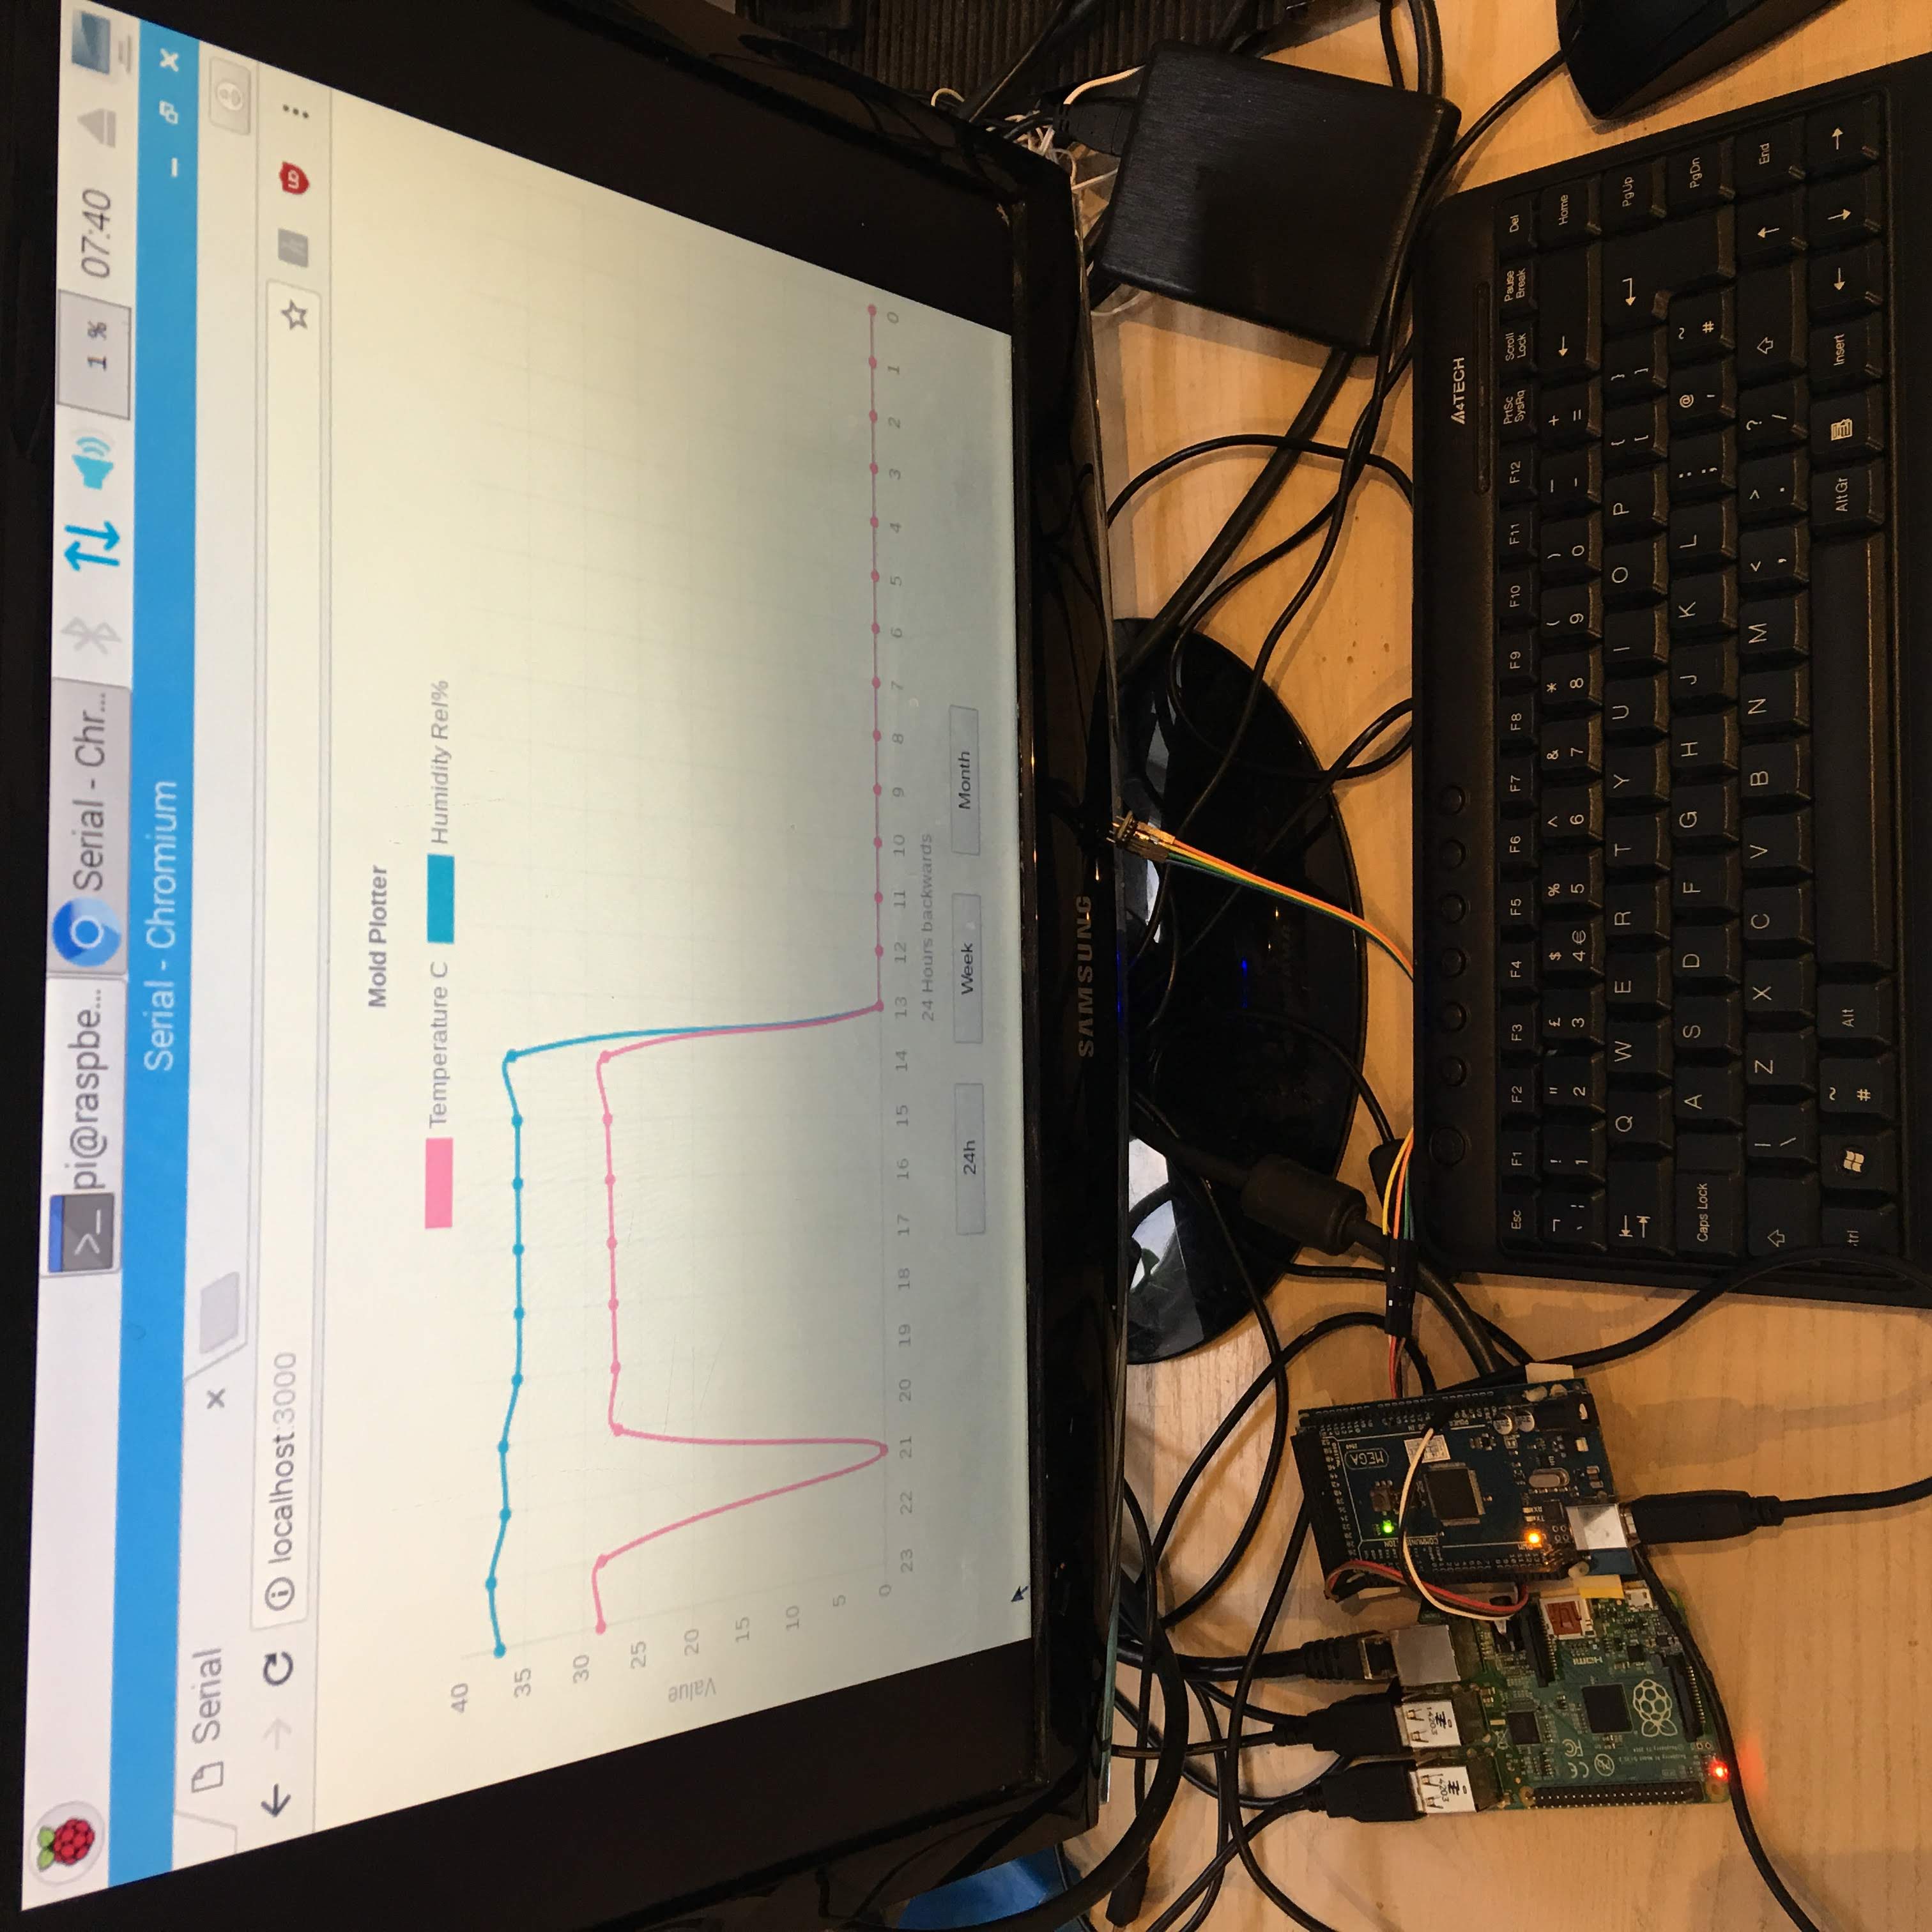 pi@raspbe... Serial - Chr... 1 % 07:40
Serial - Chromium
Serial
localhost:3000
Mold Plotter
Temperature C Humidity Rel%
40
35
30
25
20
15
10
5
0
Value
23 22 21 20 19 18 17 16 15 14 13 12 11 10 9 8 7 6 5 4 3 2 1 0
24 Hours backwards
24h Week Month
SAMSUNG
MEGA
HDMI
A4TECH
Esc F1 F2 F3 F4 F5 F6 F7 F8 F9 F10 F11 F12 PrtSc SysRq Scroll Lock Pause Break Del
¬ ! " £ $ % ^ & * ( ) _ +
` ¦ 1 2 3 4 € 5 6 7 8 9 0 - = ← Home
Q W E R T Y U I O P { [ } ] PgUp
Caps Lock A S D F G H J K L : ; @ ' ~ # PgDn
| \ Z X C V B N M < , > . ? / ↑ End
trl ~ # Alt Alt Gr Insert ← ↓ →